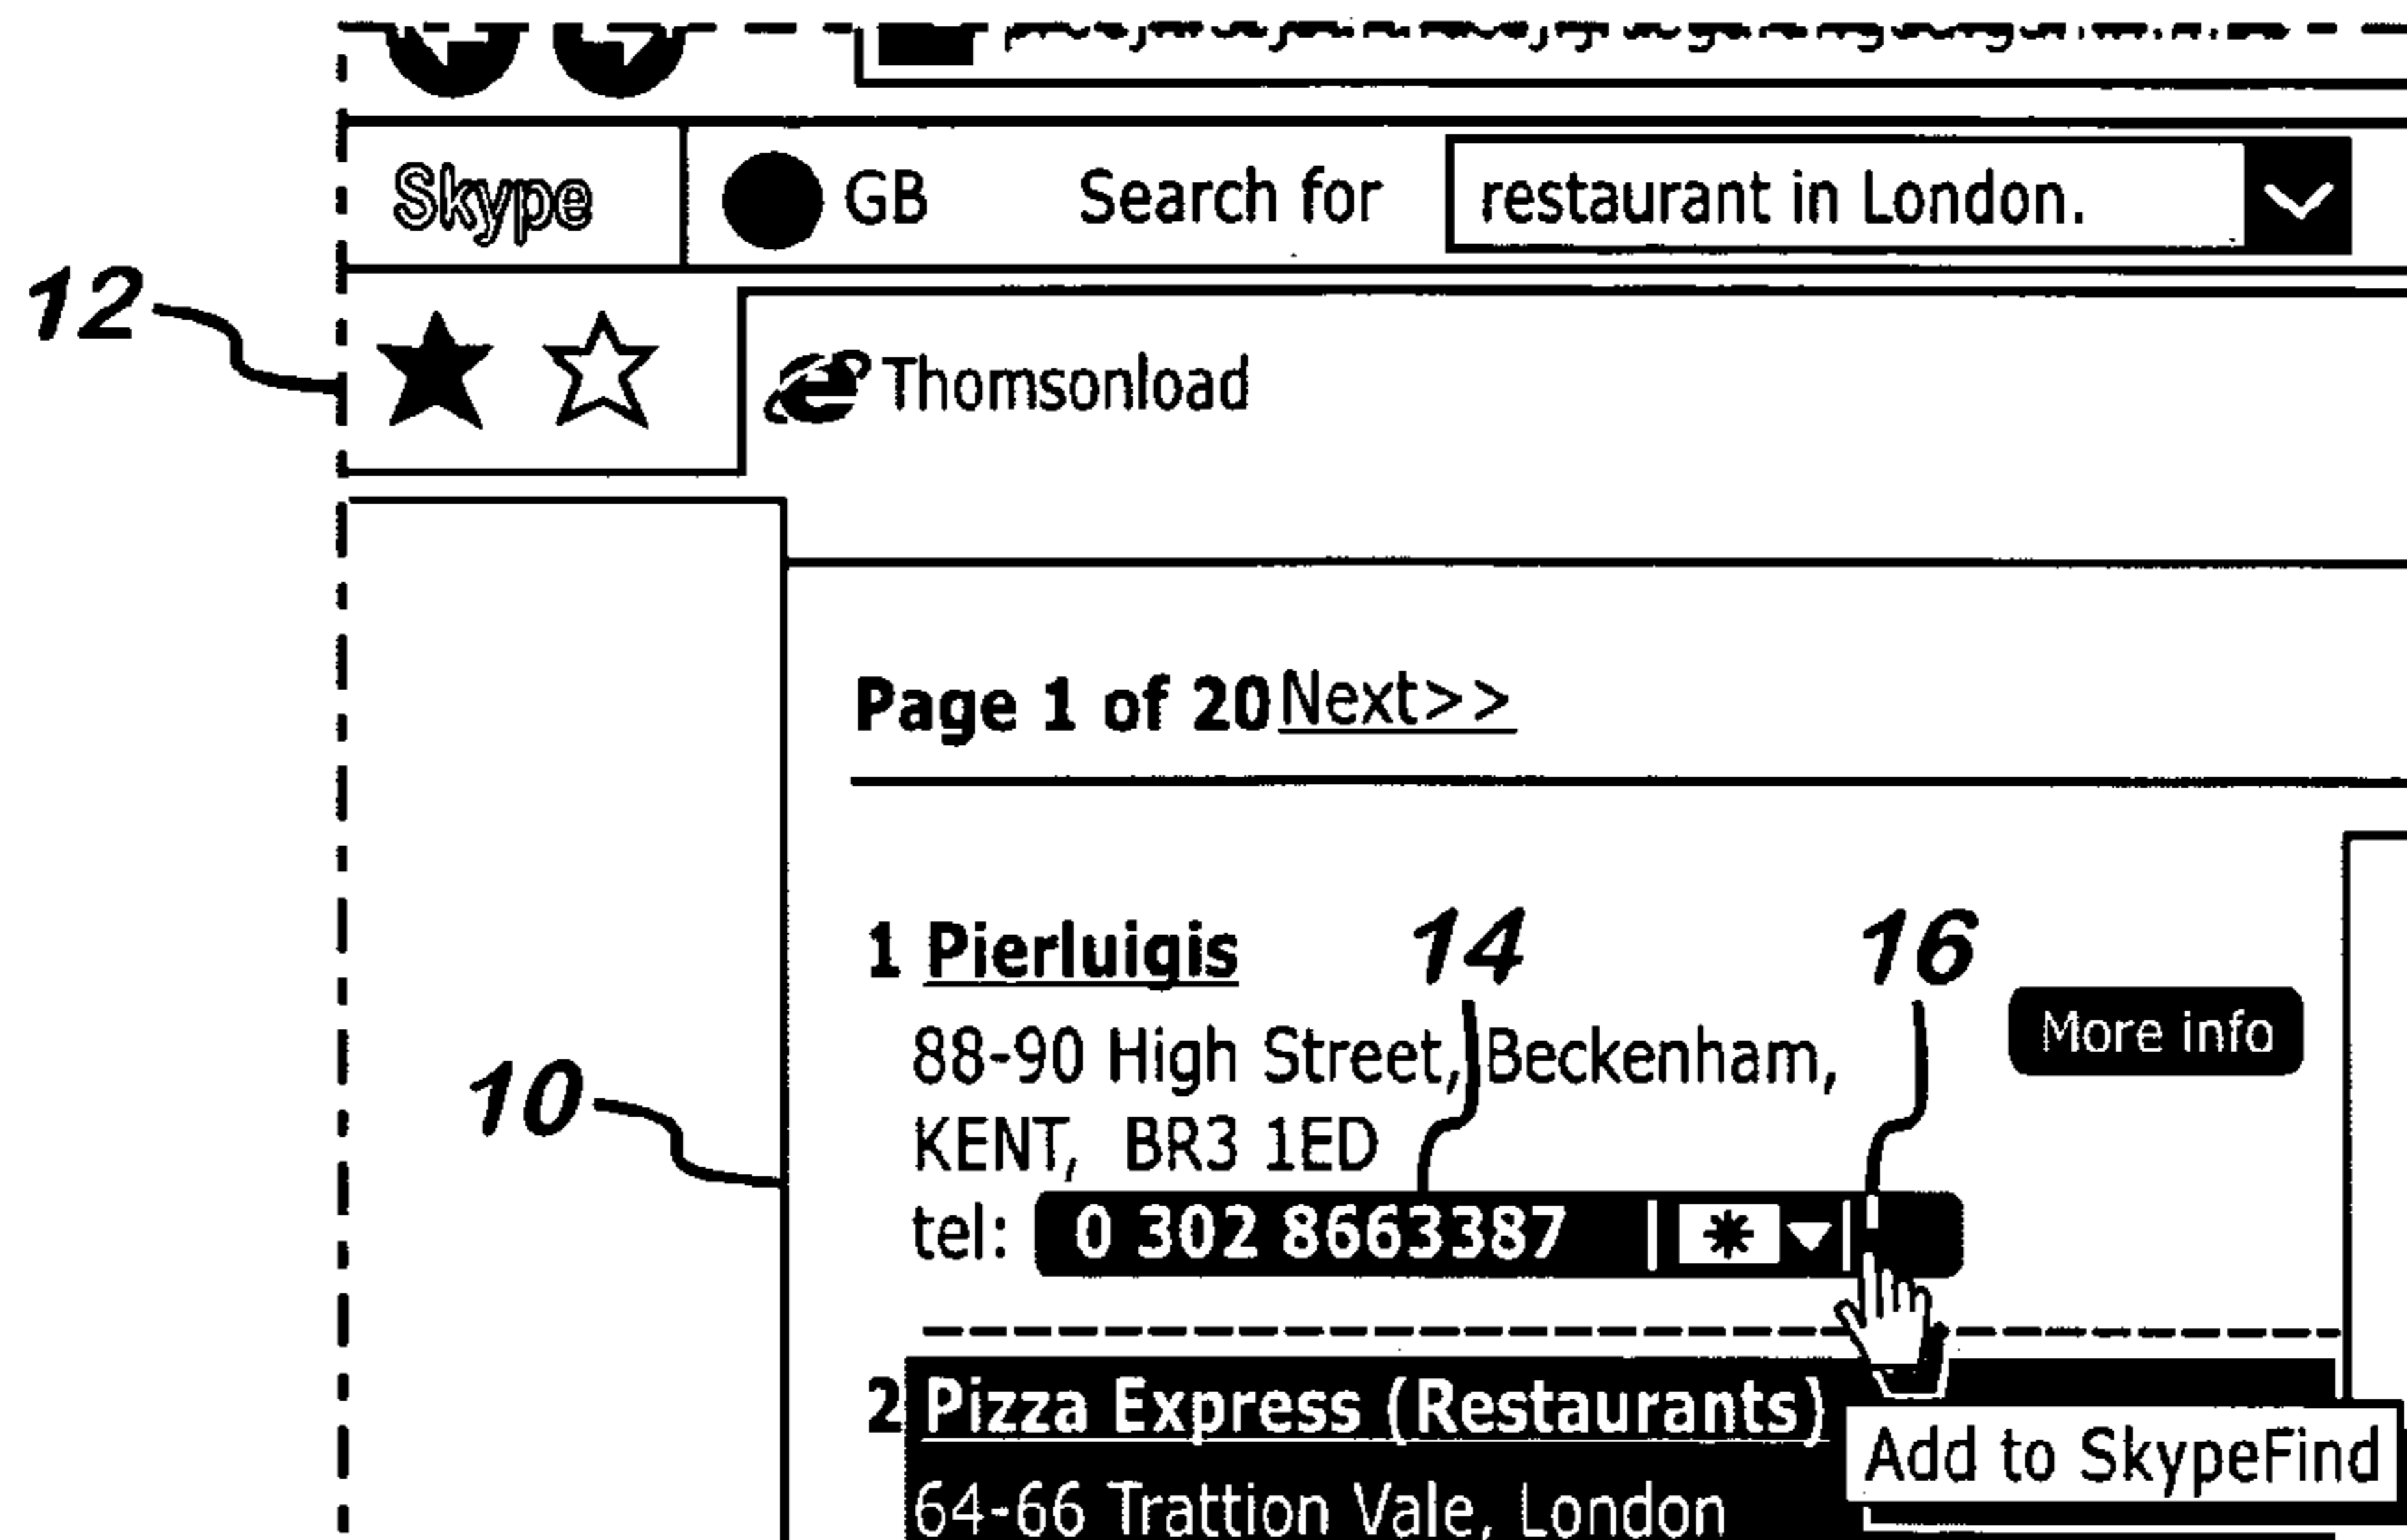 Skype GB Search for restaurant in London.
12
Thomsonload
Page 1 of 20 Next>>
1 Pierluigis 14 16
More info
88-90 High Street, Beckenham,
10
KENT, BR3 1ED
tel: 0 302 8663387 *
2 Pizza Express (Restaurants)
Add to SkypeFind
64-66 Trattion Vale, London